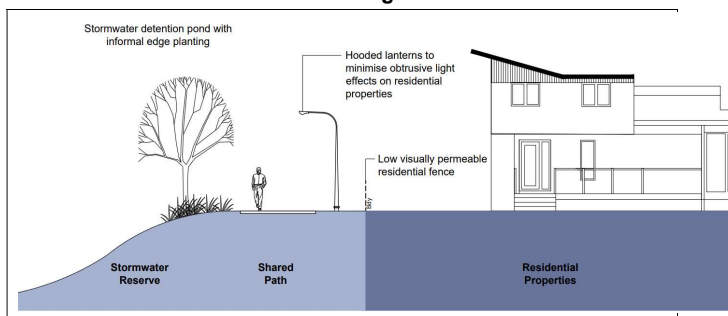 Stormwater detention pond with
informal edge planting
Hooded lanterns to
minimise obtrusive light
effects on residential
properties
Low visually permeable
residential fence
Stormwater
Reserve
Shared
Path
Residential
Properties